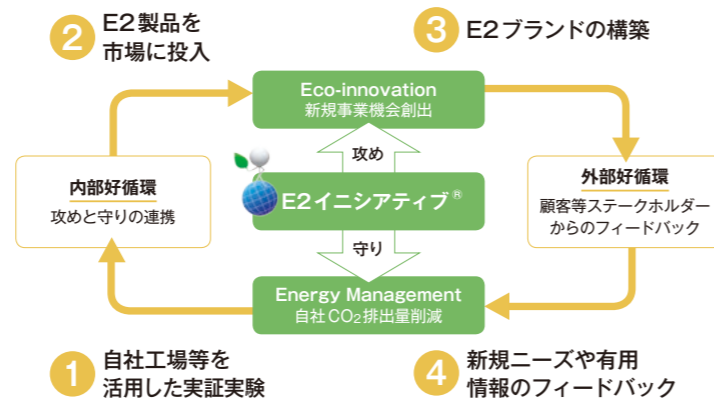 2 E2製品を
市場に投入
3 E2ブランドの構築
Eco-innovation
新規事業機会創出
攻め
内部好循環
攻めと守りの連携
E2イニシアティブ®
外部好循環
顧客等ステークホルダー
からのフィードバック
守り
Energy Management
自社CO₂排出量削減
1 自社工場等を
活用した実証実験
4 新規ニーズや有用
情報のフィードバック